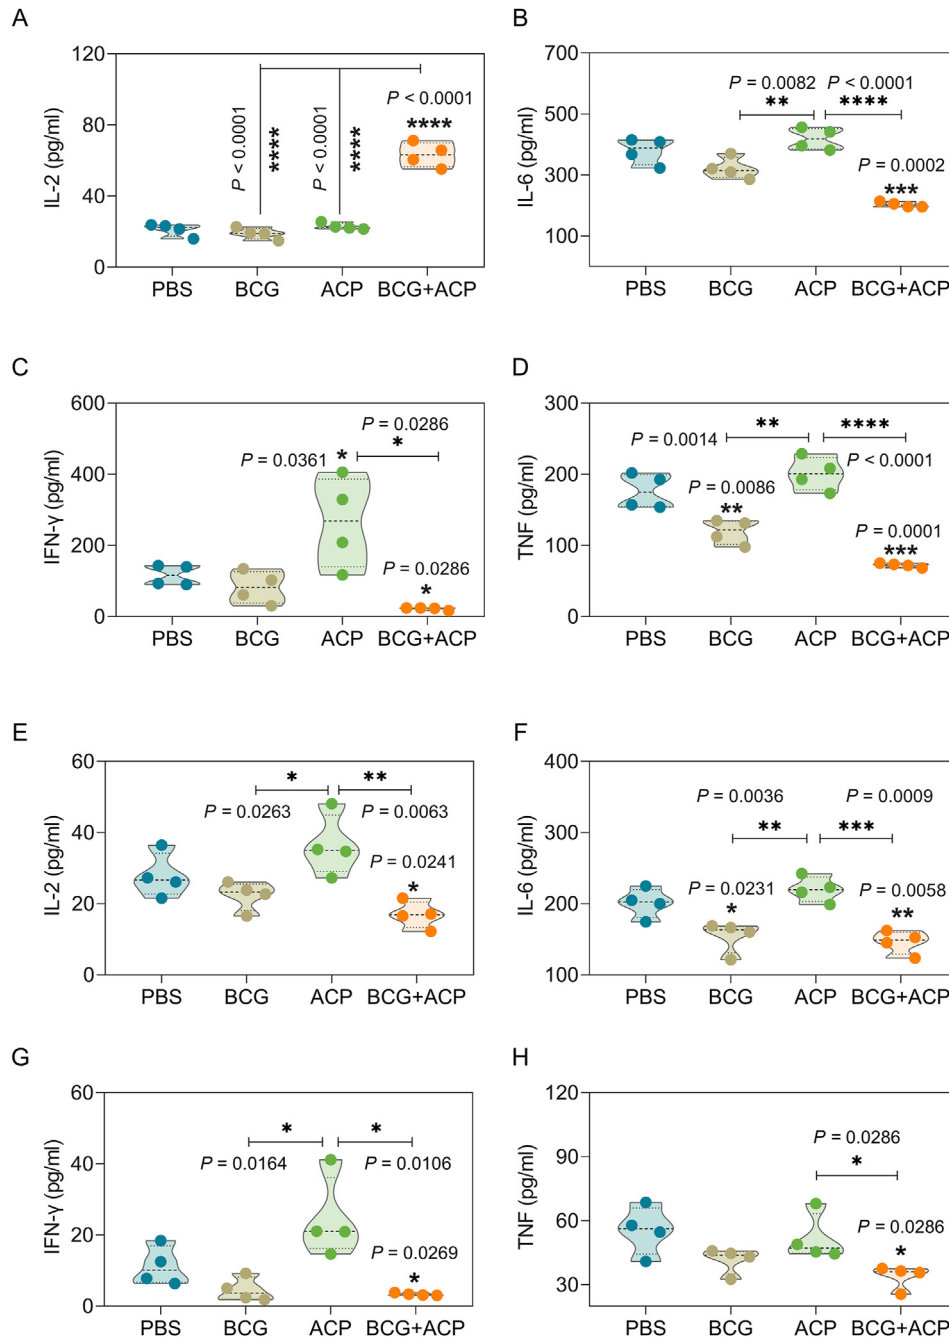 A
IL-2 (pg/ml)
120
80
40
0
P < 0.0001
****
P < 0.0001
****
P < 0.0001
****
PBS BCG ACP BCG+ACP
B
IL-6 (pg/ml)
700
500
300
100
P = 0.0082 P < 0.0001
** ****
P = 0.0002
***
PBS BCG ACP BCG+ACP
C
IFN-γ (pg/ml)
600
400
200
0
P = 0.0286
*
P = 0.0361 *
P = 0.0286
*
PBS BCG ACP BCG+ACP
D
TNF (pg/ml)
300
200
100
0
** ****
P = 0.0014
P < 0.0001
P = 0.0086
**
P = 0.0001
***
PBS BCG ACP BCG+ACP
E
IL-2 (pg/ml)
60
40
20
0
* **
P = 0.0263 P = 0.0063
P = 0.0241
*
PBS BCG ACP BCG+ACP
F
IL-6 (pg/ml)
400
300
200
100
P = 0.0036 P = 0.0009
** ***
P = 0.0231 P = 0.0058
* **
PBS BCG ACP BCG+ACP
G
IFN-γ (pg/ml)
60
40
20
0
* *
P = 0.0164 P = 0.0106
P = 0.0269
*
PBS BCG ACP BCG+ACP
H
TNF (pg/ml)
120
90
60
30
P = 0.0286
*
P = 0.0286
*
PBS BCG ACP BCG+ACP